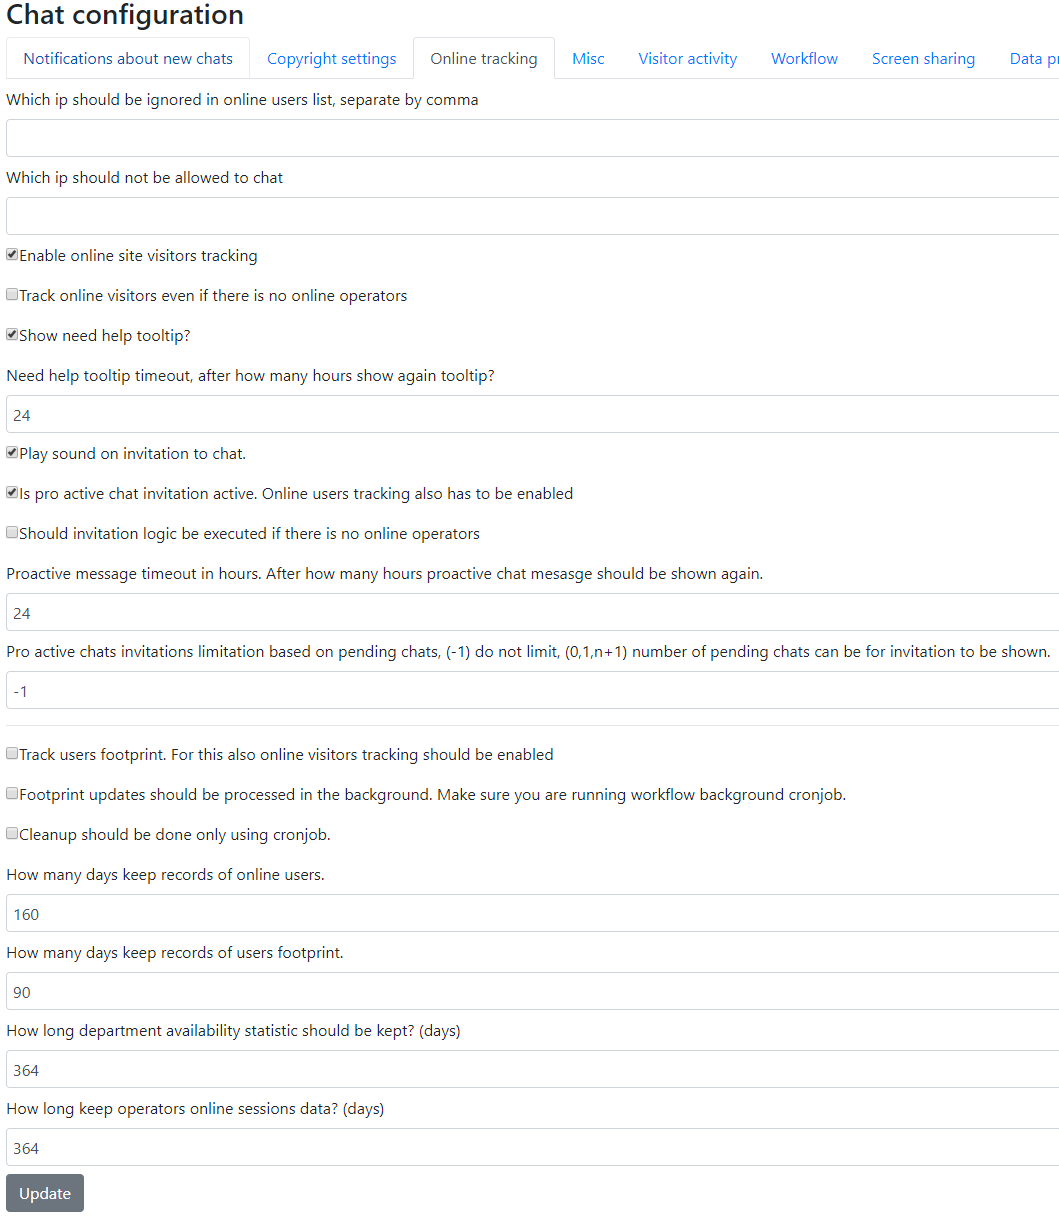 Chat configuration
Notifications about new chats Copyright settings Online tracking Misc Visitor activity Workflow Screen sharing Data pr
Which ip should be ignored in online users list, separate by comma
Which ip should not be allowed to chat
Enable online site visitors tracking
Track online visitors even if there is no online operators
Show need help tooltip?
Need help tooltip timeout, after how many hours show again tooltip?
24
Play sound on invitation to chat.
Is pro active chat invitation active. Online users tracking also has to be enabled
Should invitation logic be executed if there is no online operators
Proactive message timeout in hours. After how many hours proactive chat mesasge should be shown again.
24
Pro active chats invitations limitation based on pending chats, (-1) do not limit, (0,1,n+1) number of pending chats can be for invitation to be shown.
-1
Track users footprint. For this also online visitors tracking should be enabled
Footprint updates should be processed in the background. Make sure you are running workflow background cronjob.
Cleanup should be done only using cronjob.
How many days keep records of online users.
160
How many days keep records of users footprint.
90
How long department availability statistic should be kept? (days)
364
How long keep operators online sessions data? (days)
364
Update